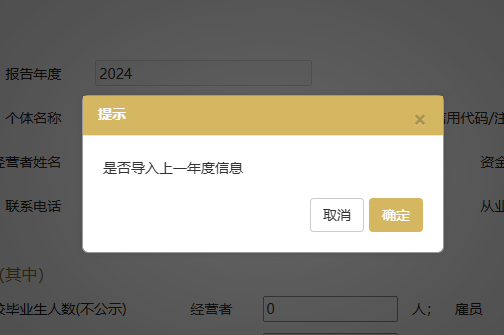 报告年度 2024
提示 ×
个体名称 信用代码/注
是否导入上一年度信息
经营者姓名 资金
联系电话 取消 确定 从业
(其中)
校毕业生人数(不公示) 经营者 0 人； 雇员